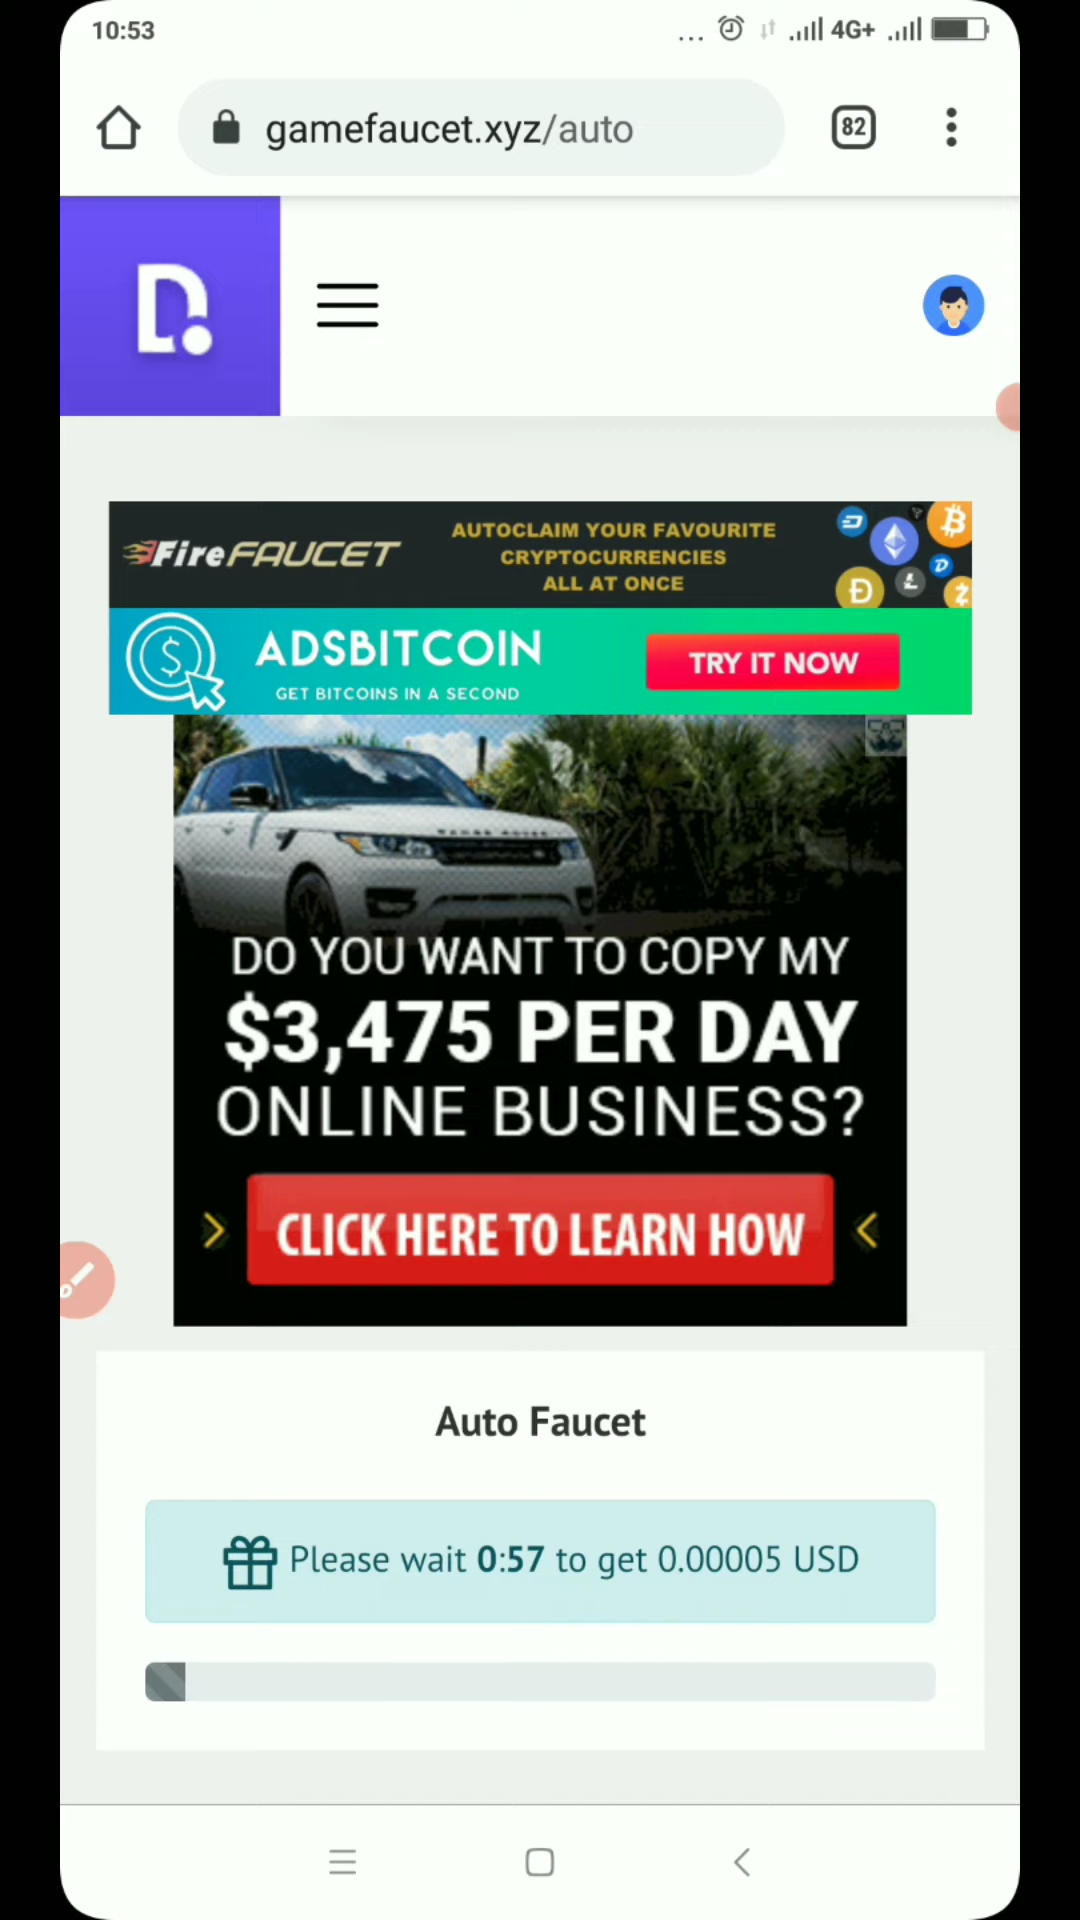 10:53
... 4G+
gamefaucet.xyz/auto
82
D.
FireFAUCET
AUTOCLAIM YOUR FAVOURITE
CRYPTOCURRENCIES
ALL AT ONCE
ADSBITCOIN
GET BITCOINS IN A SECOND
TRY IT NOW
RANGE ROVER
DO YOU WANT TO COPY MY
$3,475 PER DAY
ONLINE BUSINESS?
CLICK HERE TO LEARN HOW
Auto Faucet
Please wait 0:57 to get 0.00005 USD